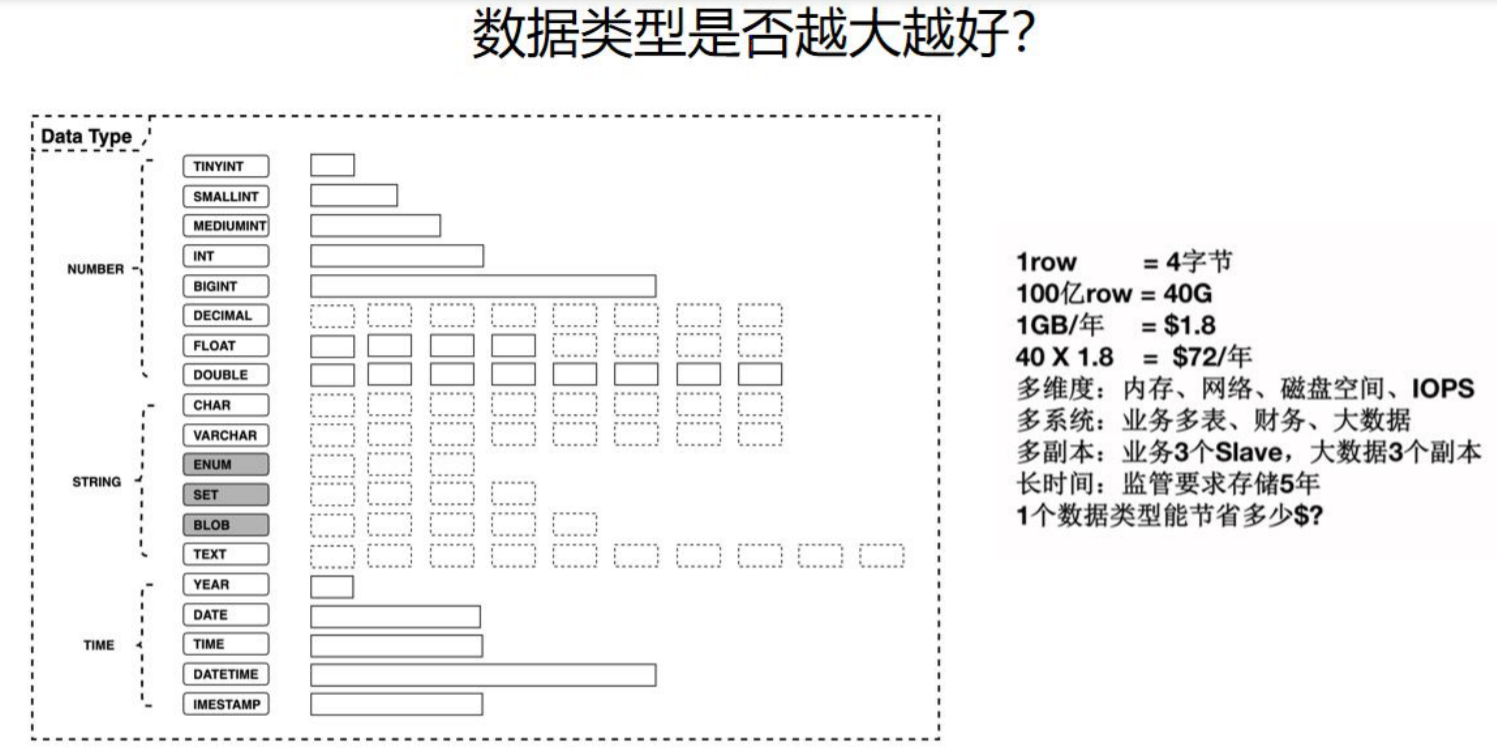 数据类型是否越大越好？
Data Type
NUMBER
TINYINT
SMALLINT
MEDIUMINT
INT
BIGINT
DECIMAL
FLOAT
DOUBLE
STRING
CHAR
VARCHAR
ENUM
SET
BLOB
TEXT
TIME
YEAR
DATE
TIME
DATETIME
IMESTAMP
1row = 4字节
100亿row = 40G
1GB/年 = $1.8
40 X 1.8 = $72/年
多维度：内存、网络、磁盘空间、IOPS
多系统：业务多表、财务、大数据
多副本：业务3个Slave，大数据3个副本
长时间：监管要求存储5年
1个数据类型能节省多少$?